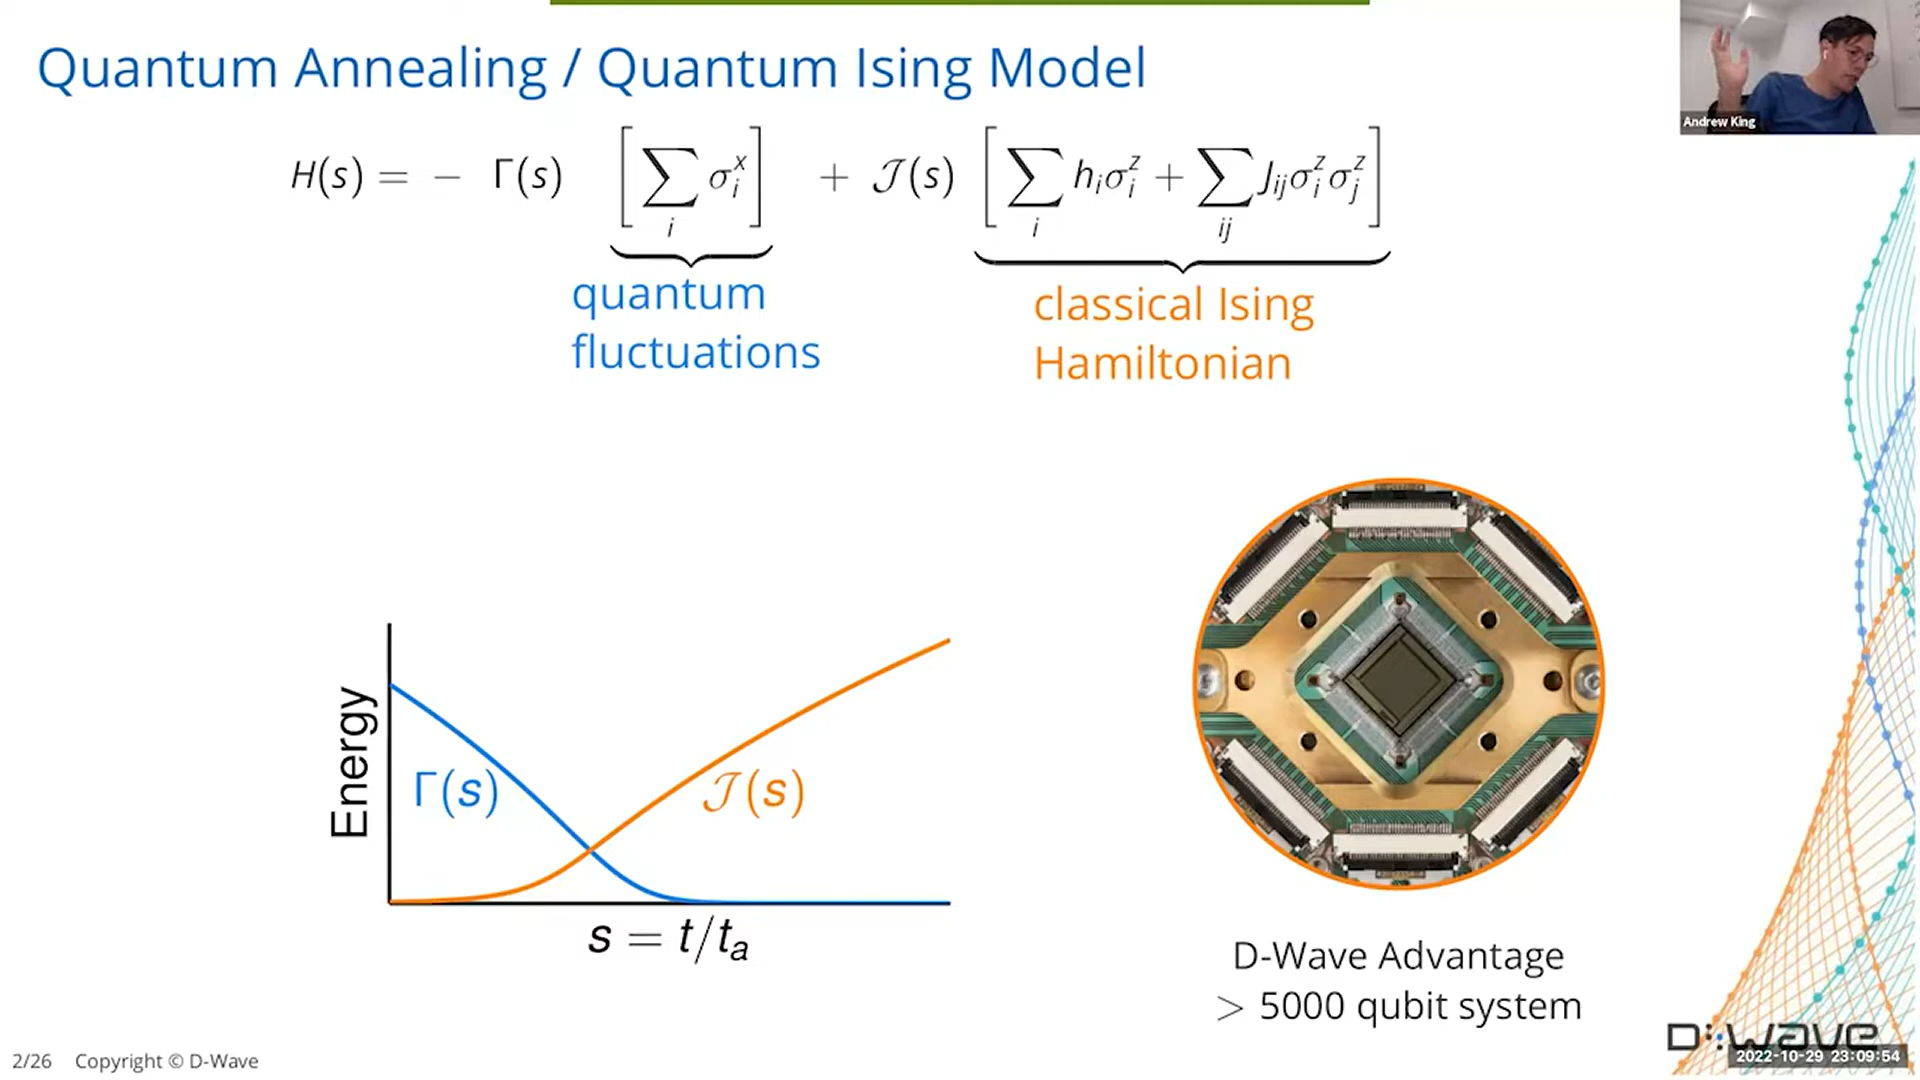 Quantum Annealing / Quantum Ising Model
Andrew King
H(s) = − Γ(s) [∑_i σ_i^x] + 𝒥(s) [∑_i h_i σ_i^z + ∑_ij J_ij σ_i^z σ_j^z]
quantum
fluctuations
classical Ising
Hamiltonian
Energy
Γ(s)
𝒥(s)
s = t/t_a
D-Wave Advantage
> 5000 qubit system
2/26 Copyright © D-Wave
D:wave
2022-10-29 23:09:54